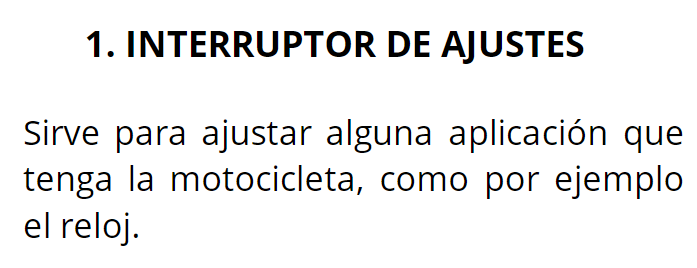 1. INTERRUPTOR DE AJUSTES
Sirve para ajustar alguna aplicación que
tenga la motocicleta, como por ejemplo
el reloj.